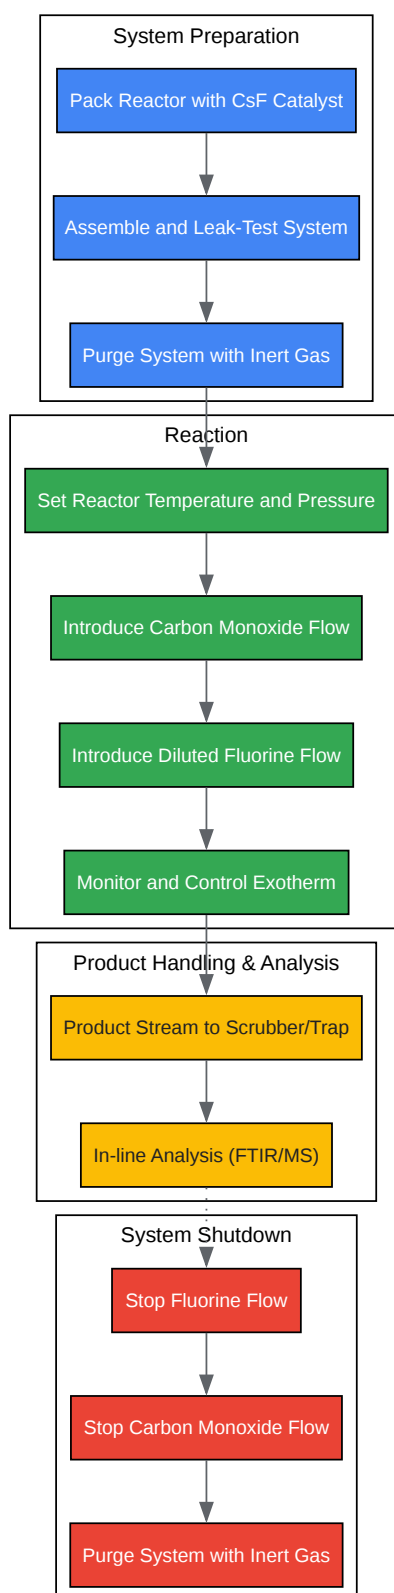 System Preparation
Pack Reactor with CsF Catalyst
Assemble and Leak-Test System
Purge System with Inert Gas
Reaction
Set Reactor Temperature and Pressure
Introduce Carbon Monoxide Flow
Introduce Diluted Fluorine Flow
Monitor and Control Exotherm
Product Handling & Analysis
Product Stream to Scrubber/Trap
In-line Analysis (FTIR/MS)
System Shutdown
Stop Fluorine Flow
Stop Carbon Monoxide Flow
Purge System with Inert Gas